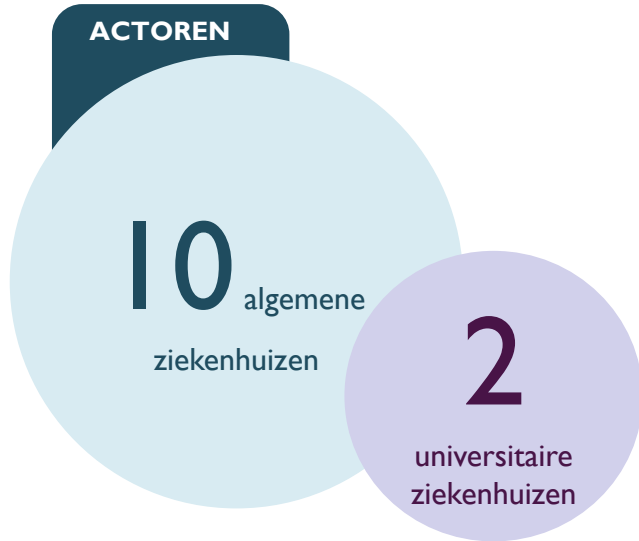 ACTOREN
10 algemene
ziekenhuizen
2
universitaire
ziekenhuizen